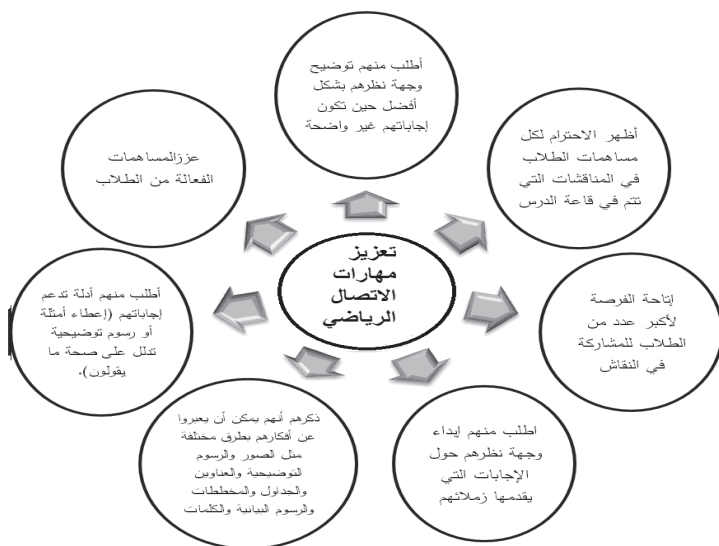 أطلب منهم توضيح
وجهة نظرهم بشكل
أفضل حين تكون
إجاباتهم غير واضحة
أظهر الاحترام لكل
مساهمات الطلاب
في المناقشات التي
تتم في قاعة الدرس
إتاحة الفرصة
لأكبر عدد من
الطلاب للمشاركة
في النقاش
اطلب منهم إبداء
وجهة نظرهم حول
الإجابات التي
يقدمها زملائهم
ذكرهم أنهم يمكن أن يعبروا
عن أفكارهم بطرق مختلفة
مثل الصور والرسوم
التوضيحية والعناوين
والجداول والمخططات
والرسوم البيانية والكلمات
أطلب منهم أدلة تدعم
إجاباتهم (إعطاء أمثلة
أو رسوم توضيحية
تدلل على صحة ما
يقولون).
عززالمساهمات
الفعالة من الطلاب
تعزيز
مهارات
الاتصال
الرياضي